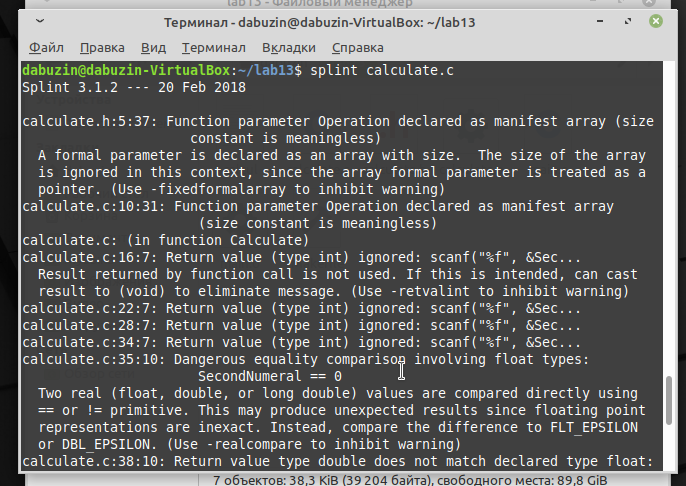 lab13 - Файловый менеджер
Терминал - dabuzin@dabuzin-VirtualBox: ~/lab13
Файл Правка Вид Терминал Вкладки Справка
dabuzin@dabuzin-VirtualBox:~/lab13$ splint calculate.c
Splint 3.1.2 --- 20 Feb 2018
calculate.h:5:37: Function parameter Operation declared as manifest array (size
constant is meaningless)
A formal parameter is declared as an array with size.  The size of the array
is ignored in this context, since the array formal parameter is treated as a
pointer. (Use -fixedformalarray to inhibit warning)
calculate.c:10:31: Function parameter Operation declared as manifest array
(size constant is meaningless)
calculate.c: (in function Calculate)
calculate.c:16:7: Return value (type int) ignored: scanf("%f", &Sec...
Result returned by function call is not used. If this is intended, can cast
result to (void) to eliminate message. (Use -retvalint to inhibit warning)
calculate.c:22:7: Return value (type int) ignored: scanf("%f", &Sec...
calculate.c:28:7: Return value (type int) ignored: scanf("%f", &Sec...
calculate.c:34:7: Return value (type int) ignored: scanf("%f", &Sec...
calculate.c:35:10: Dangerous equality comparison involving float types:
SecondNumeral == 0
Two real (float, double, or long double) values are compared directly using
== or != primitive. This may produce unexpected results since floating point
representations are inexact. Instead, compare the difference to FLT_EPSILON
or DBL_EPSILON. (Use -realcompare to inhibit warning)
calculate.c:38:10: Return value type double does not match declared type float:
7 объектов: 38,3 KiB (39 204 байта), свободного места: 89,8 GiB